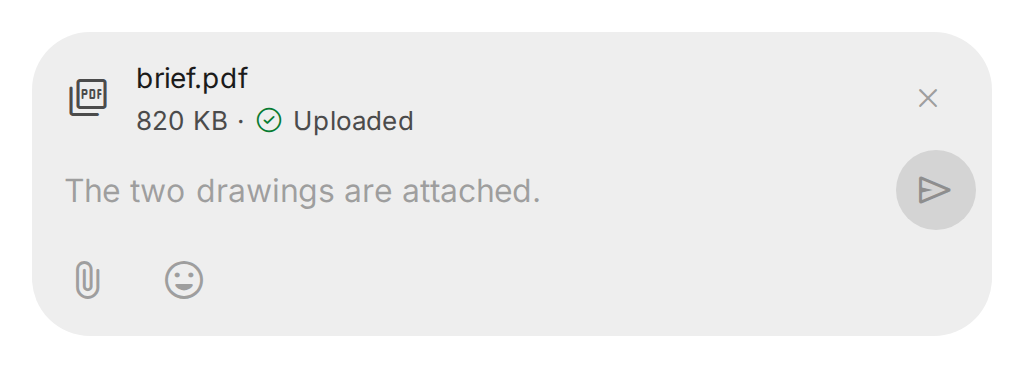 PDF
brief.pdf
820 KB · Uploaded
The two drawings are attached.